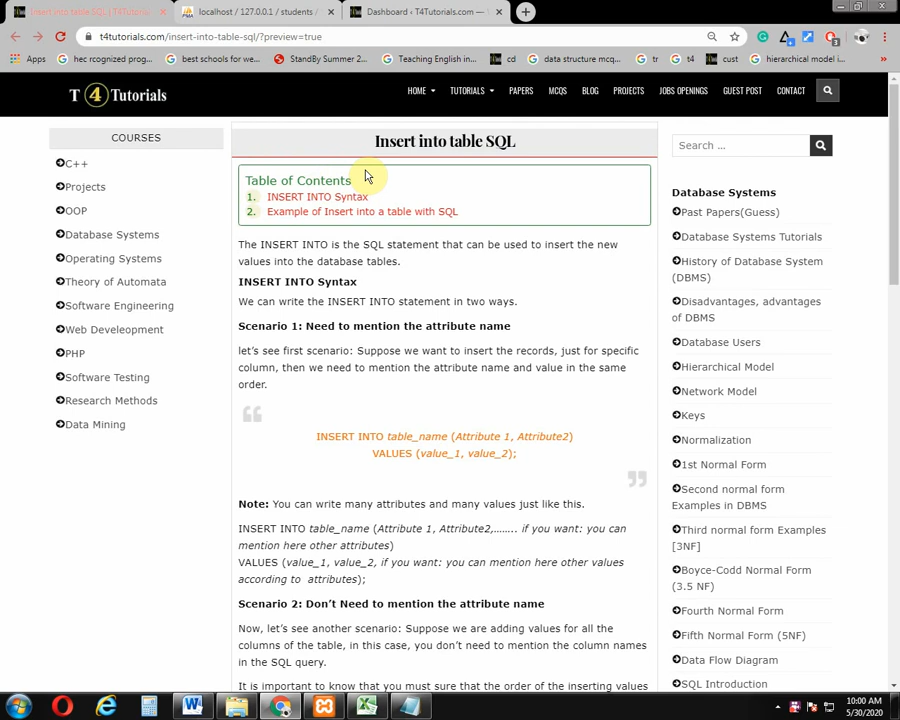 Insert into table SQL | T4Tutorials
localhost / 127.0.0.1 / students /
Dashboard ‹ T4Tutorials.com —
t4tutorials.com/insert-into-table-sql/?preview=true
Apps
hec rcognized prog...
best schools for we...
StandBy Summer 2...
Teaching English in...
cd
data structure mcq...
tr
t4
cust
hierarchical model i...
T 4 Tutorials
HOME
TUTORIALS
PAPERS
MCQS
BLOG
PROJECTS
JOBS OPENINGS
GUEST POST
CONTACT
COURSES
C++
Projects
OOP
Database Systems
Operating Systems
Theory of Automata
Software Engineering
Web Develeopment
PHP
Software Testing
Research Methods
Data Mining
Insert into table SQL
Table of Contents
1. INSERT INTO Syntax
2. Example of Insert into a table with SQL
The INSERT INTO is the SQL statement that can be used to insert the new
values into the database tables.
INSERT INTO Syntax
We can write the INSERT INTO statement in two ways.
Scenario 1: Need to mention the attribute name
let's see first scenario: Suppose we want to insert the records, just for specific
column, then we need to mention the attribute name and value in the same
order.
INSERT INTO table_name (Attribute 1, Attribute2)
VALUES (value_1, value_2);
Note: You can write many attributes and many values just like this.
INSERT INTO table_name (Attribute 1, Attribute2,…….. if you want: you can
mention here other attributes)
VALUES (value_1, value_2, if you want: you can mention here other values
according to  attributes);
Scenario 2: Don't Need to mention the attribute name
Now, let's see another scenario: Suppose we are adding values for all the
columns of the table, in this case, you don't need to mention the column names
in the SQL query.
It is important to know that you must sure that the order of the inserting values
Search ...
Database Systems
Past Papers(Guess)
Database Systems Tutorials
History of Database System
(DBMS)
Disadvantages, advantages
of DBMS
Database Users
Hierarchical Model
Network Model
Keys
Normalization
1st Normal Form
Second normal form
Examples in DBMS
Third normal form Examples
[3NF]
Boyce-Codd Normal Form
(3.5 NF)
Fourth Normal Form
Fifth Normal Form (5NF)
Data Flow Diagram
SQL Introduction
10:00 AM
5/30/2020